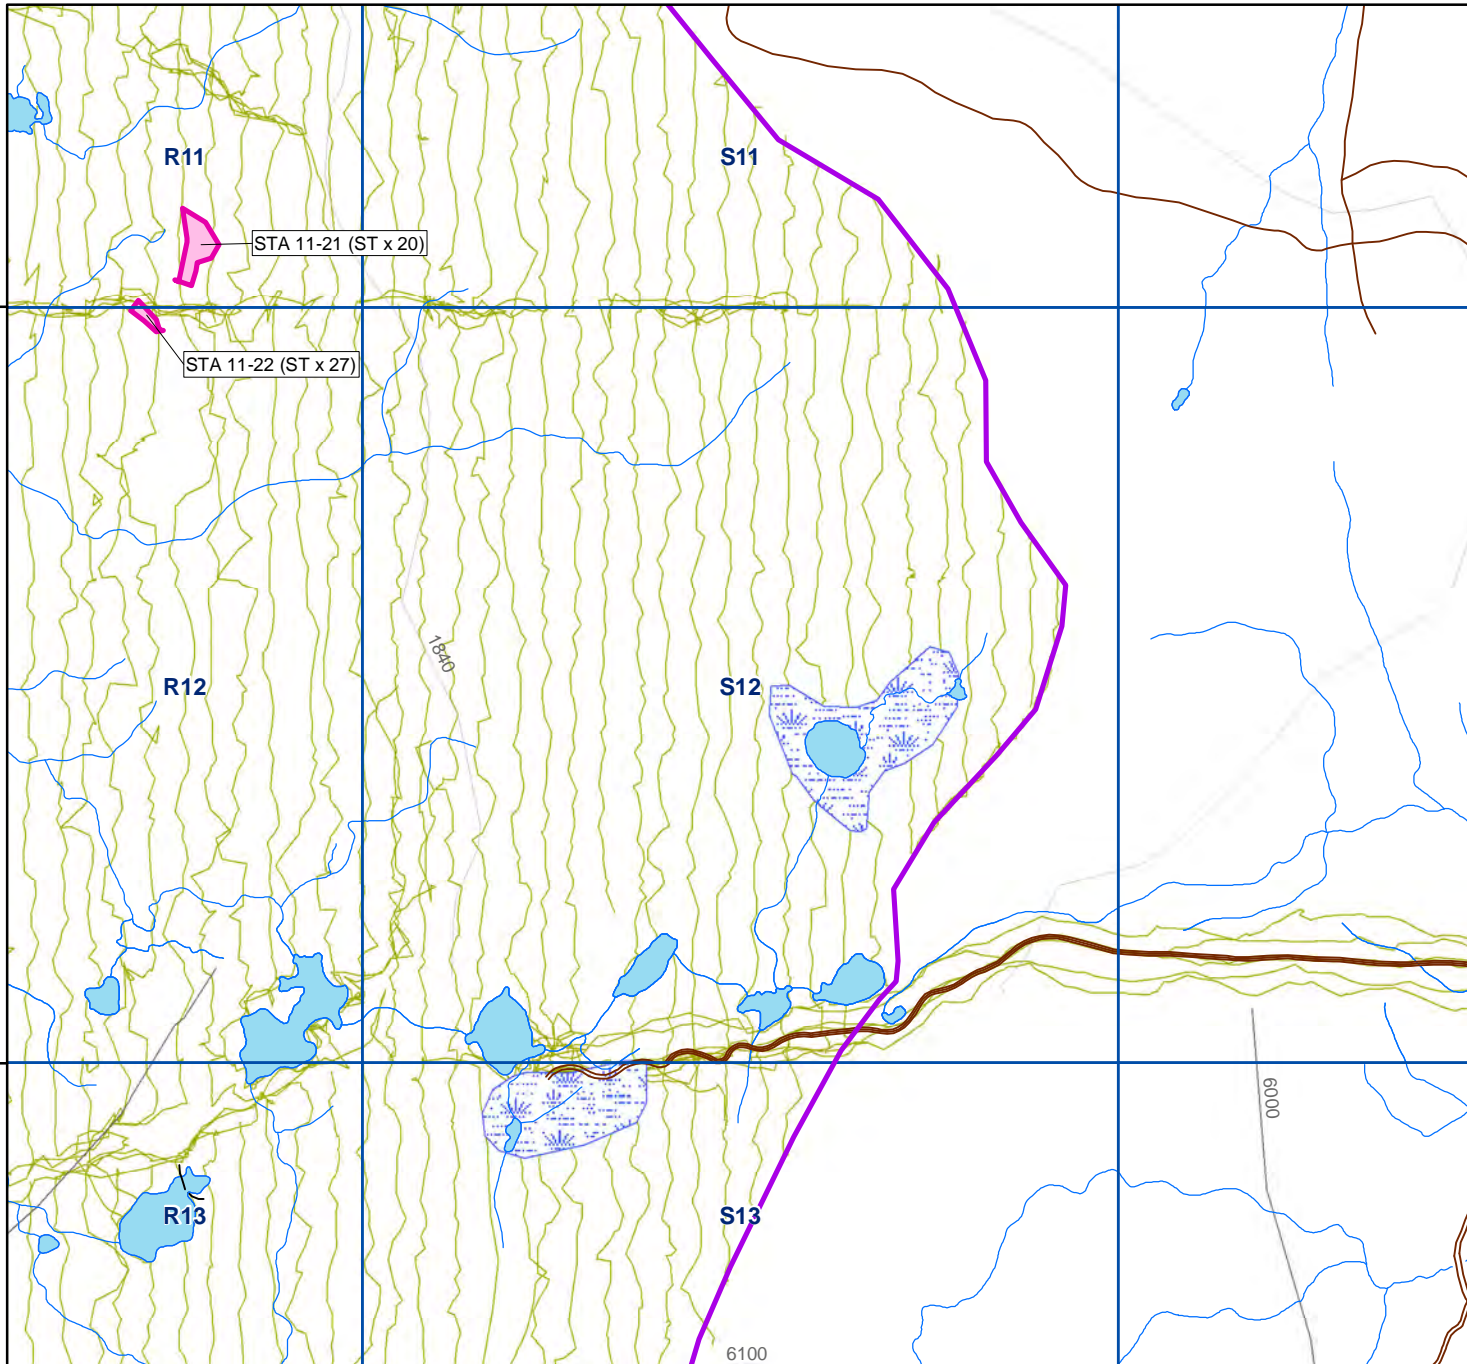 R11
S11
STA 11-21 (ST x 20)
STA 11-22 (ST x 27)
1840
R12
S12
6000
R13
S13
6100